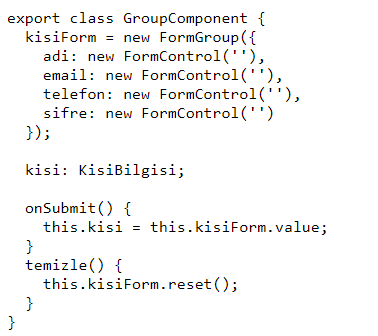 export class GroupComponent {
  kisiForm = new FormGroup({
    adi: new FormControl(''),
    email: new FormControl(''),
    telefon: new FormControl(''),
    sifre: new FormControl('')
  });

  kisi: KisiBilgisi;

  onSubmit() {
    this.kisi = this.kisiForm.value;
  }
  temizle() {
    this.kisiForm.reset();
  }
}